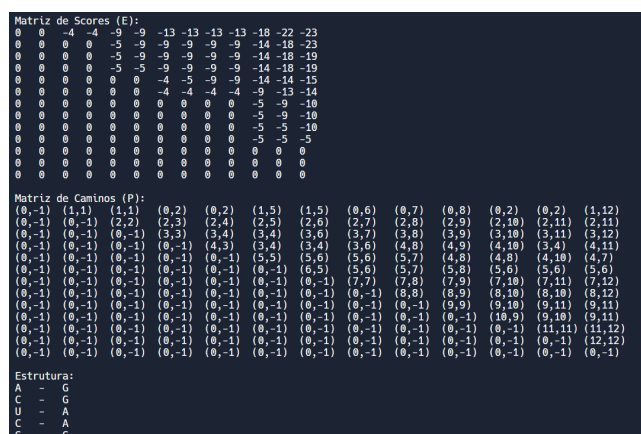 Matriz de Scores (E):
0 0 -4 -4 -9 -9 -13 -13 -13 -13 -18 -22 -23
0 0 0 0 -5 -9 -9 -9 -9 -9 -14 -18 -23
0 0 0 0 -5 -9 -9 -9 -9 -9 -14 -18 -19
0 0 0 0 -5 -5 -9 -9 -9 -9 -14 -18 -19
0 0 0 0 0 0 -4 -5 -9 -9 -14 -14 -15
0 0 0 0 0 0 -4 -4 -4 -4 -9 -13 -14
0 0 0 0 0 0 0 0 0 0 -5 -9 -10
0 0 0 0 0 0 0 0 0 0 -5 -5 -10
0 0 0 0 0 0 0 0 0 0 -5 -5 -5
0 0 0 0 0 0 0 0 0 0 0 0 0
0 0 0 0 0 0 0 0 0 0 0 0 0
0 0 0 0 0 0 0 0 0 0 0 0 0
Matriz de Caminos (P):
(0,-1) (1,1) (1,1) (0,2) (0,2) (1,5) (1,5) (0,6) (0,7) (0,8) (0,2) (0,2) (1,12)
(0,-1) (0,-1) (2,2) (2,3) (2,4) (2,5) (2,6) (2,7) (2,8) (2,9) (2,10) (2,11) (2,11)
(0,-1) (0,-1) (0,-1) (3,3) (3,4) (3,4) (3,6) (3,7) (3,8) (3,9) (3,10) (3,11) (3,12)
(0,-1) (0,-1) (0,-1) (0,-1) (4,3) (3,4) (3,4) (3,6) (4,8) (4,9) (4,10) (3,4) (4,11)
(0,-1) (0,-1) (0,-1) (0,-1) (0,-1) (0,-1) (5,5) (5,6) (5,7) (4,8) (4,8) (4,10) (4,7)
(0,-1) (0,-1) (0,-1) (0,-1) (0,-1) (0,-1) (0,-1) (6,5) (5,6) (5,7) (5,8) (5,6) (5,6) (5,6)
(0,-1) (0,-1) (0,-1) (0,-1) (0,-1) (0,-1) (0,-1) (7,7) (7,8) (7,9) (7,10) (7,11) (7,12)
(0,-1) (0,-1) (0,-1) (0,-1) (0,-1) (0,-1) (0,-1) (0,-1) (8,8) (8,9) (8,10) (8,10) (8,12)
(0,-1) (0,-1) (0,-1) (0,-1) (0,-1) (0,-1) (0,-1) (0,-1) (0,-1) (9,9) (9,10) (9,11) (9,11)
(0,-1) (0,-1) (0,-1) (0,-1) (0,-1) (0,-1) (0,-1) (0,-1) (0,-1) (0,-1) (10,9) (9,10) (9,11)
(0,-1) (0,-1) (0,-1) (0,-1) (0,-1) (0,-1) (0,-1) (0,-1) (0,-1) (0,-1) (0,-1) (11,11) (11,12)
(0,-1) (0,-1) (0,-1) (0,-1) (0,-1) (0,-1) (0,-1) (0,-1) (0,-1) (0,-1) (0,-1) (0,-1) (12,12)
(0,-1) (0,-1) (0,-1) (0,-1) (0,-1) (0,-1) (0,-1) (0,-1) (0,-1) (0,-1) (0,-1) (0,-1) (0,-1)
Estrutura:
A - G
C - G
U - A
C - A